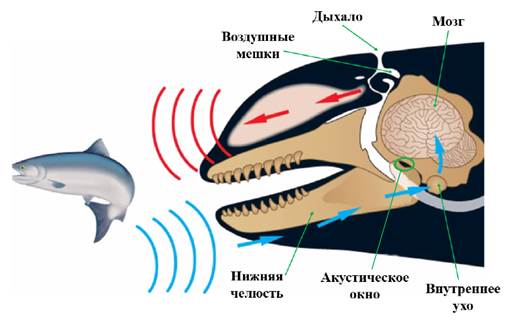 Дыхало
Воздушные
мешки
Мозг
Нижняя
челюсть
Акустическое
окно
Внутреннее
ухо